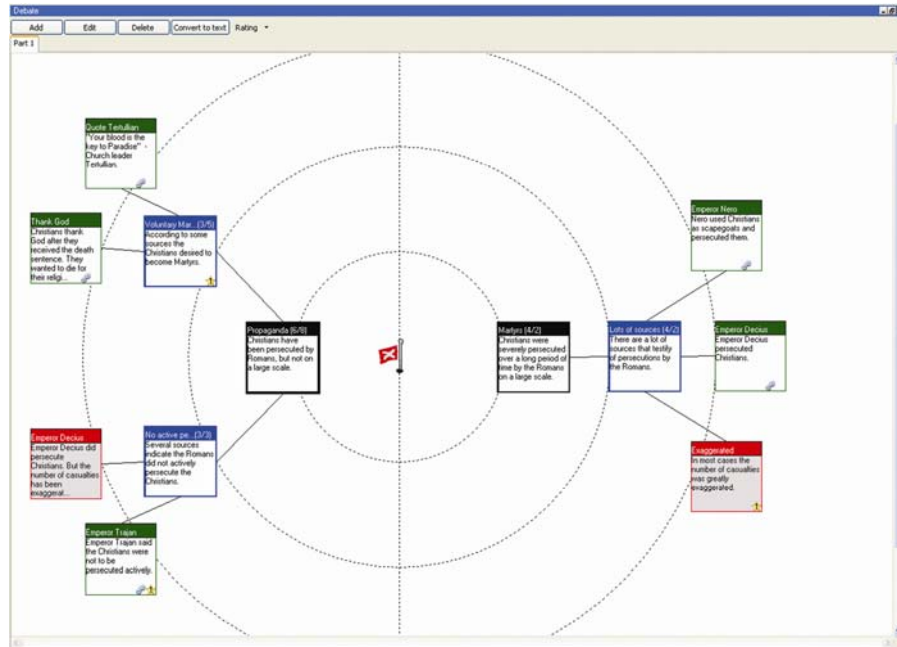 Debate
Add Edit Delete Convert to text Rating
Part 1
Quote Tertullian
"Your blood is the
key to Paradise" -
Church leader
Tertullian.
Thank God
Christians thank
God after they
received the death
sentence. They
wanted to die for
their religi...
Voluntary Mar... (3/5)
According to some
sources the
Christians desired to
become Martyrs.
Propaganda (6/8)
Christians have
been persecuted by
Romans, but not on
a large scale.
Emperor Decius
Emperor Decius did
persecute
Christians. But the
number of casualties
has been
exaggerat...
No active pe... (3/3)
Several sources
indicate the Romans
did not actively
persecute the
Christians.
Emperor Trajan
Emperor Trajan said
the Christians were
not to be
persecuted actively.
Martyrs (4/2)
Christians were
severely persecuted
over a long period of
time by the Romans
on a large scale.
Lots of sources (4/2)
There are a lot of
sources that testify
of persecutions by
the Romans.
Emperor Nero
Nero used Christians
as scapegoats and
persecuted them.
Emperor Decius
Emperor Decius
persecuted
Christians.
Exaggerated
In most cases the
number of casualties
was greatly
exaggerated.